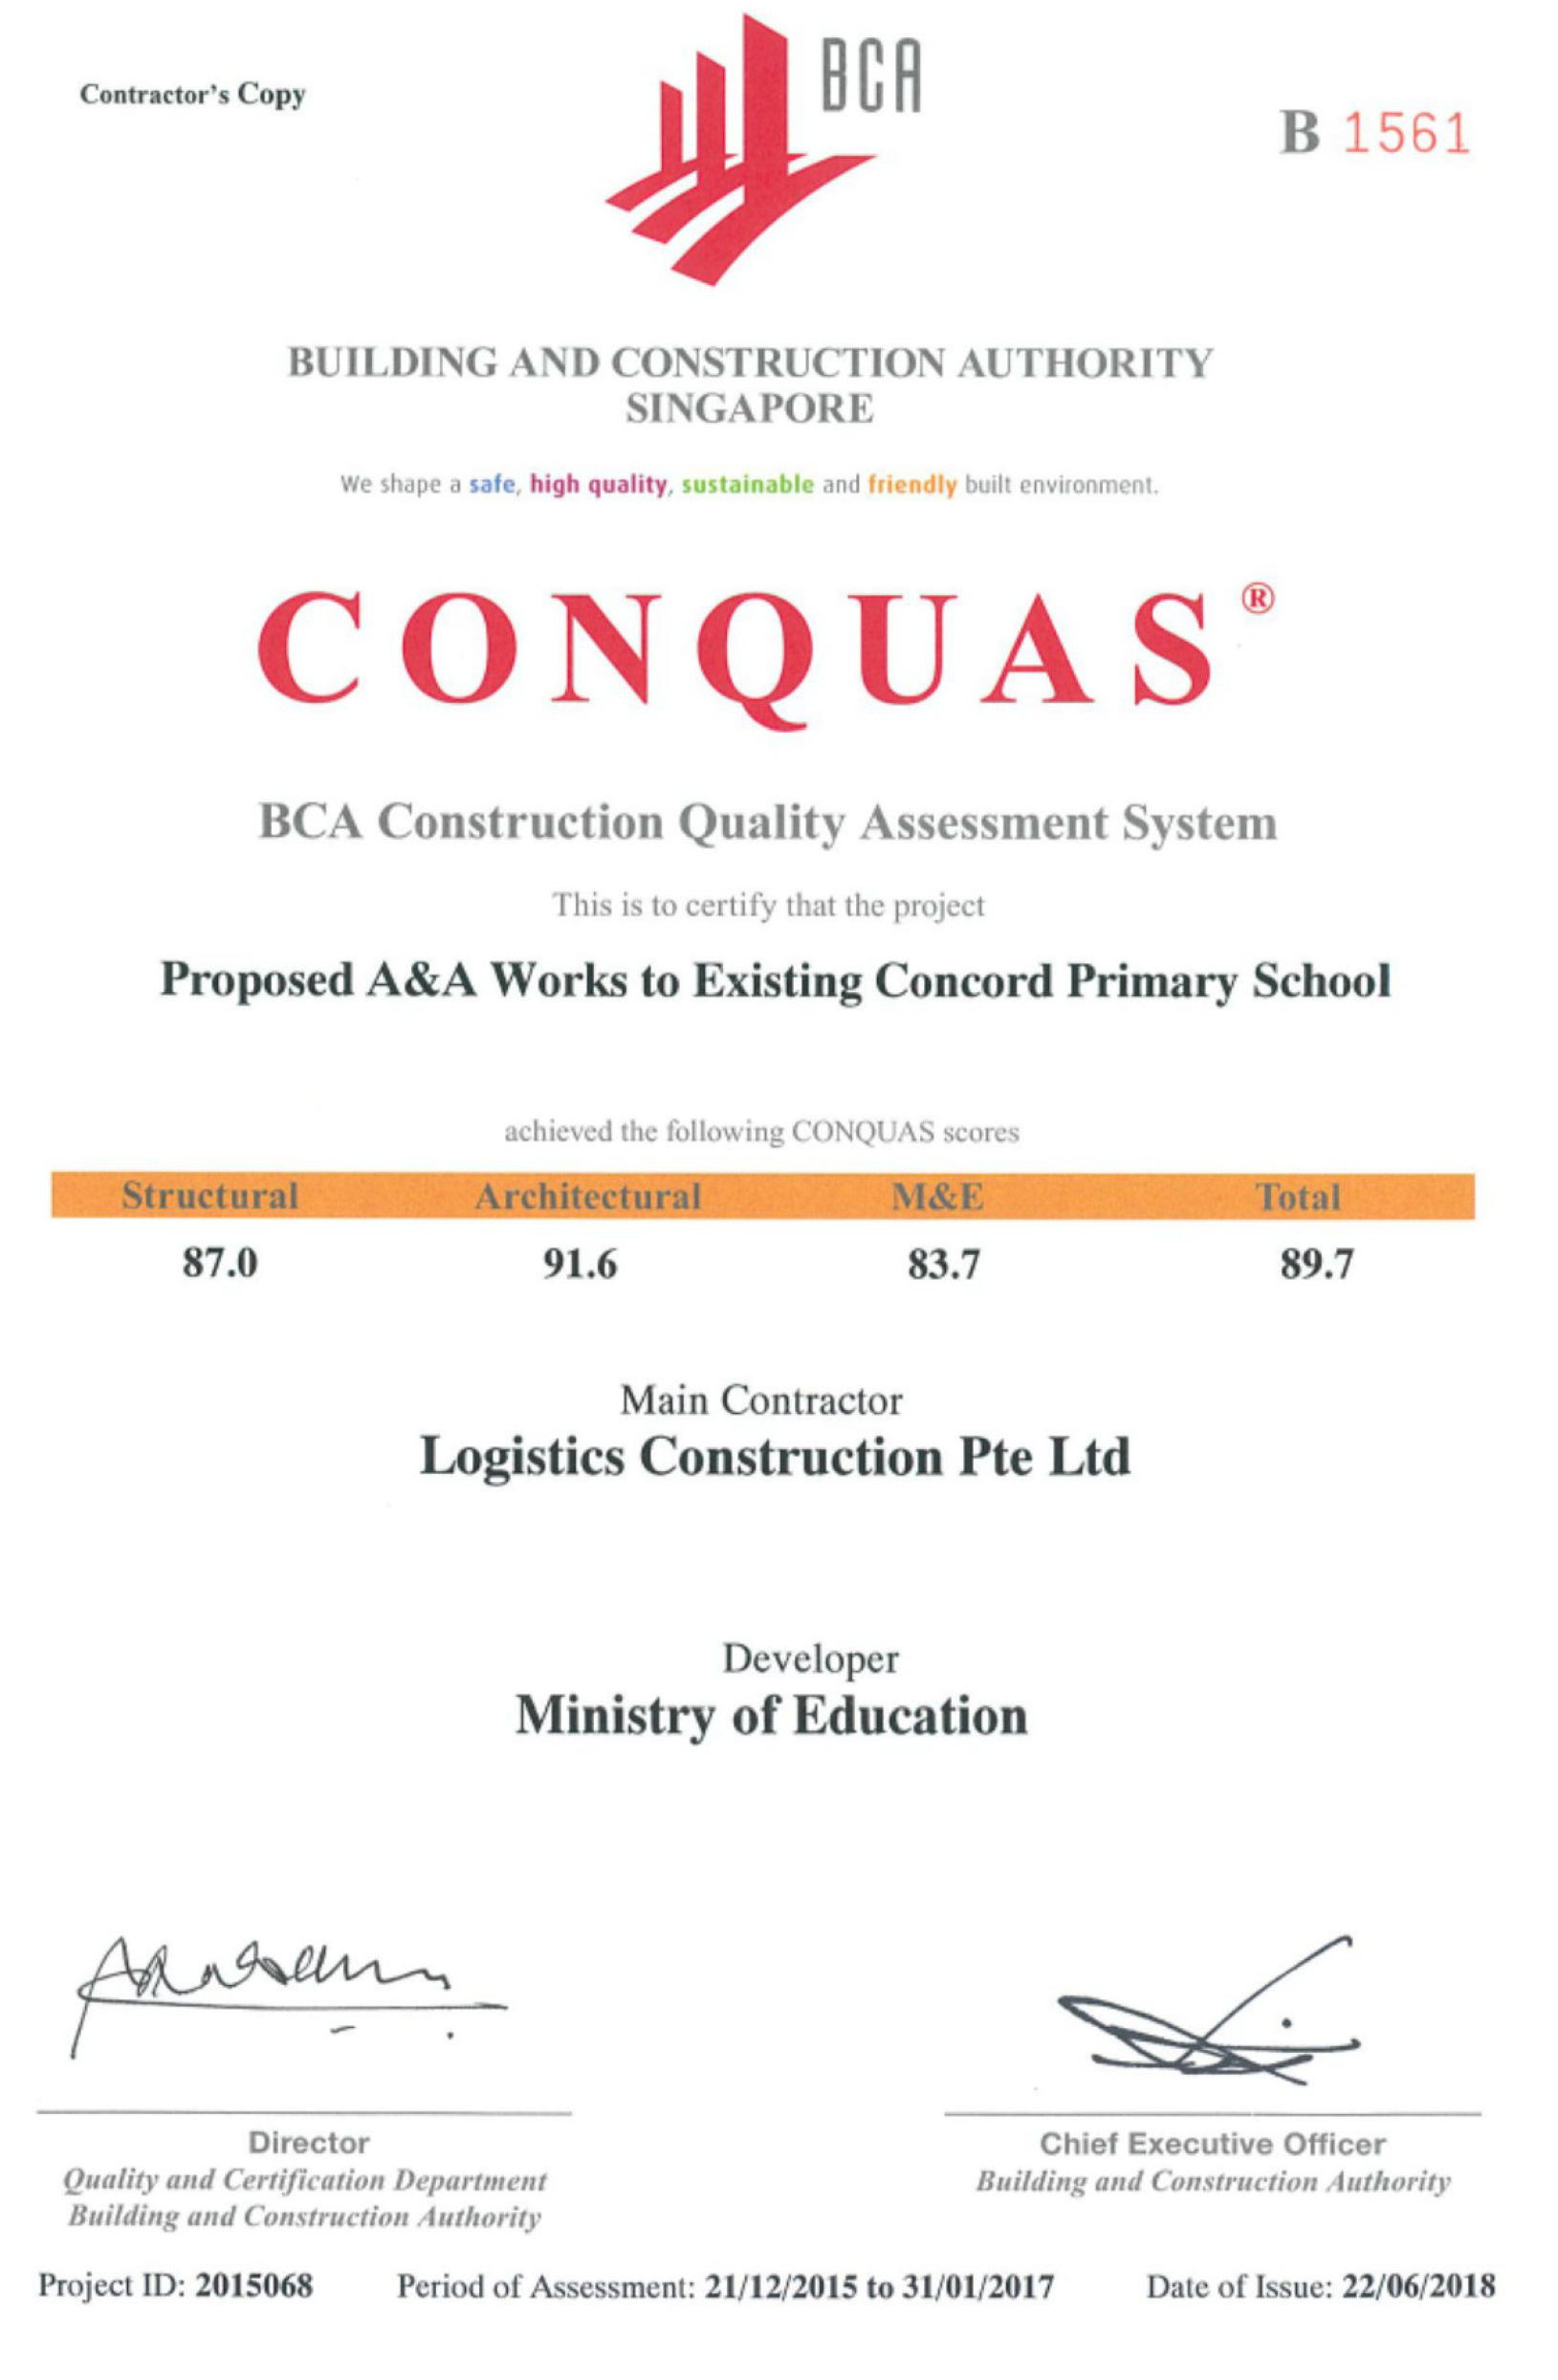 Contractor's Copy
BCA
B 1561
BUILDING AND CONSTRUCTION AUTHORITY
SINGAPORE
We shape a safe, high quality, sustainable and friendly built environment.
CONQUAS®
BCA Construction Quality Assessment System
This is to certify that the project
Proposed A&A Works to Existing Concord Primary School
achieved the following CONQUAS scores
Structural Architectural M&E Total
87.0 91.6 83.7 89.7
Main Contractor
Logistics Construction Pte Ltd
Developer
Ministry of Education
Director Chief Executive Officer
Quality and Certification Department Building and Construction Authority
Building and Construction Authority
Project ID: 2015068 Period of Assessment: 21/12/2015 to 31/01/2017 Date of Issue: 22/06/2018